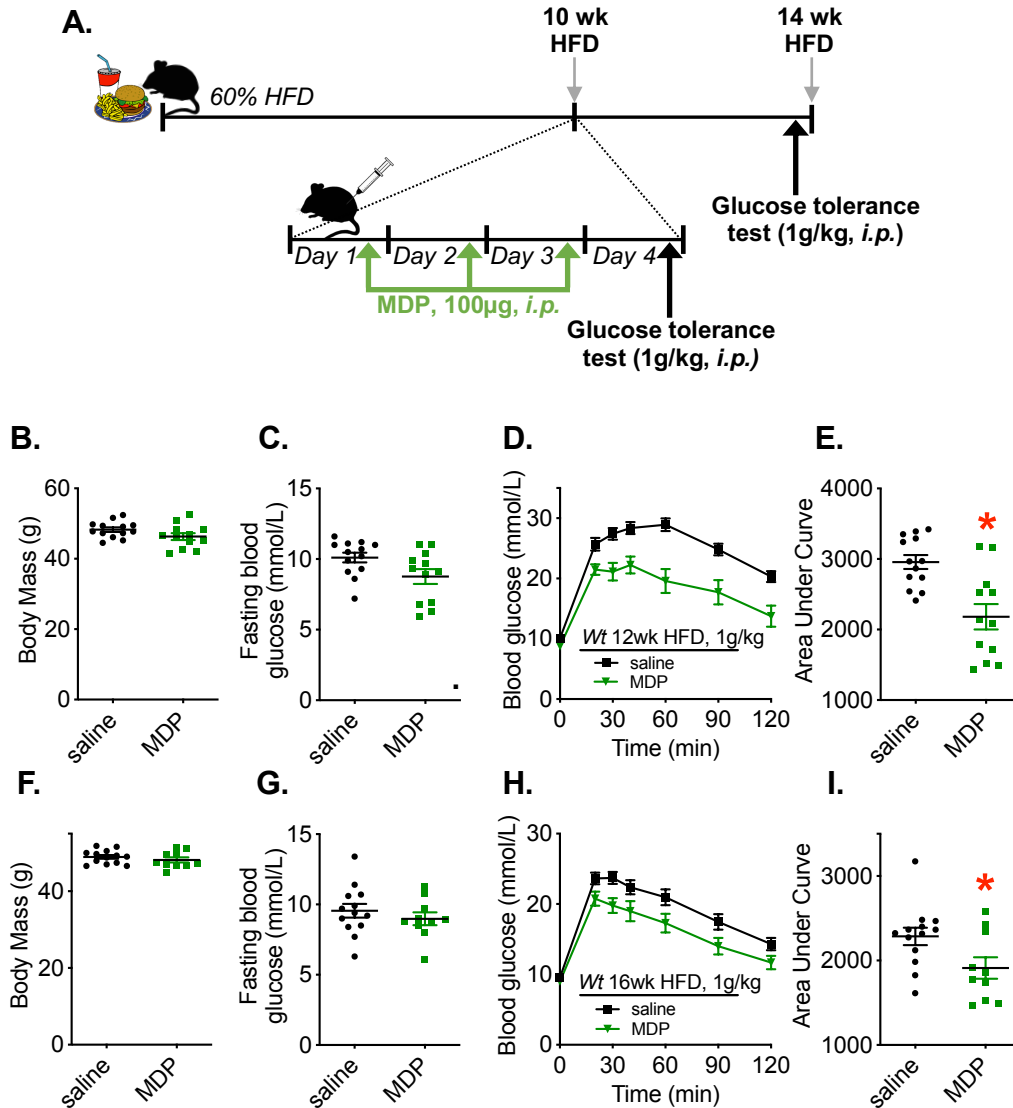 A.
10 wk
HFD
14 wk
HFD
60% HFD
Glucose tolerance
test (1g/kg, i.p.)
Day 1
Day 2
Day 3
Day 4
MDP, 100µg, i.p.
Glucose tolerance
test (1g/kg, i.p.)
B.
Body Mass (g)
60
40
20
0
saline
MDP
C.
Fasting blood
glucose (mmol/L)
15
10
5
0
saline
MDP
D.
Blood glucose (mmol/L)
30
20
10
0
Wt 12wk HFD, 1g/kg
saline
MDP
0 30 60 90 120
Time (min)
E.
Area Under Curve
4000
3000
2000
1000
*
saline
MDP
F.
Body Mass (g)
40
20
0
saline
MDP
G.
Fasting blood
glucose (mmol/L)
15
10
5
0
saline
MDP
H.
Blood glucose (mmol/L)
30
20
10
0
Wt 16wk HFD, 1g/kg
saline
MDP
0 30 60 90 120
Time (min)
I.
Area Under Curve
3000
2000
1000
*
saline
MDP